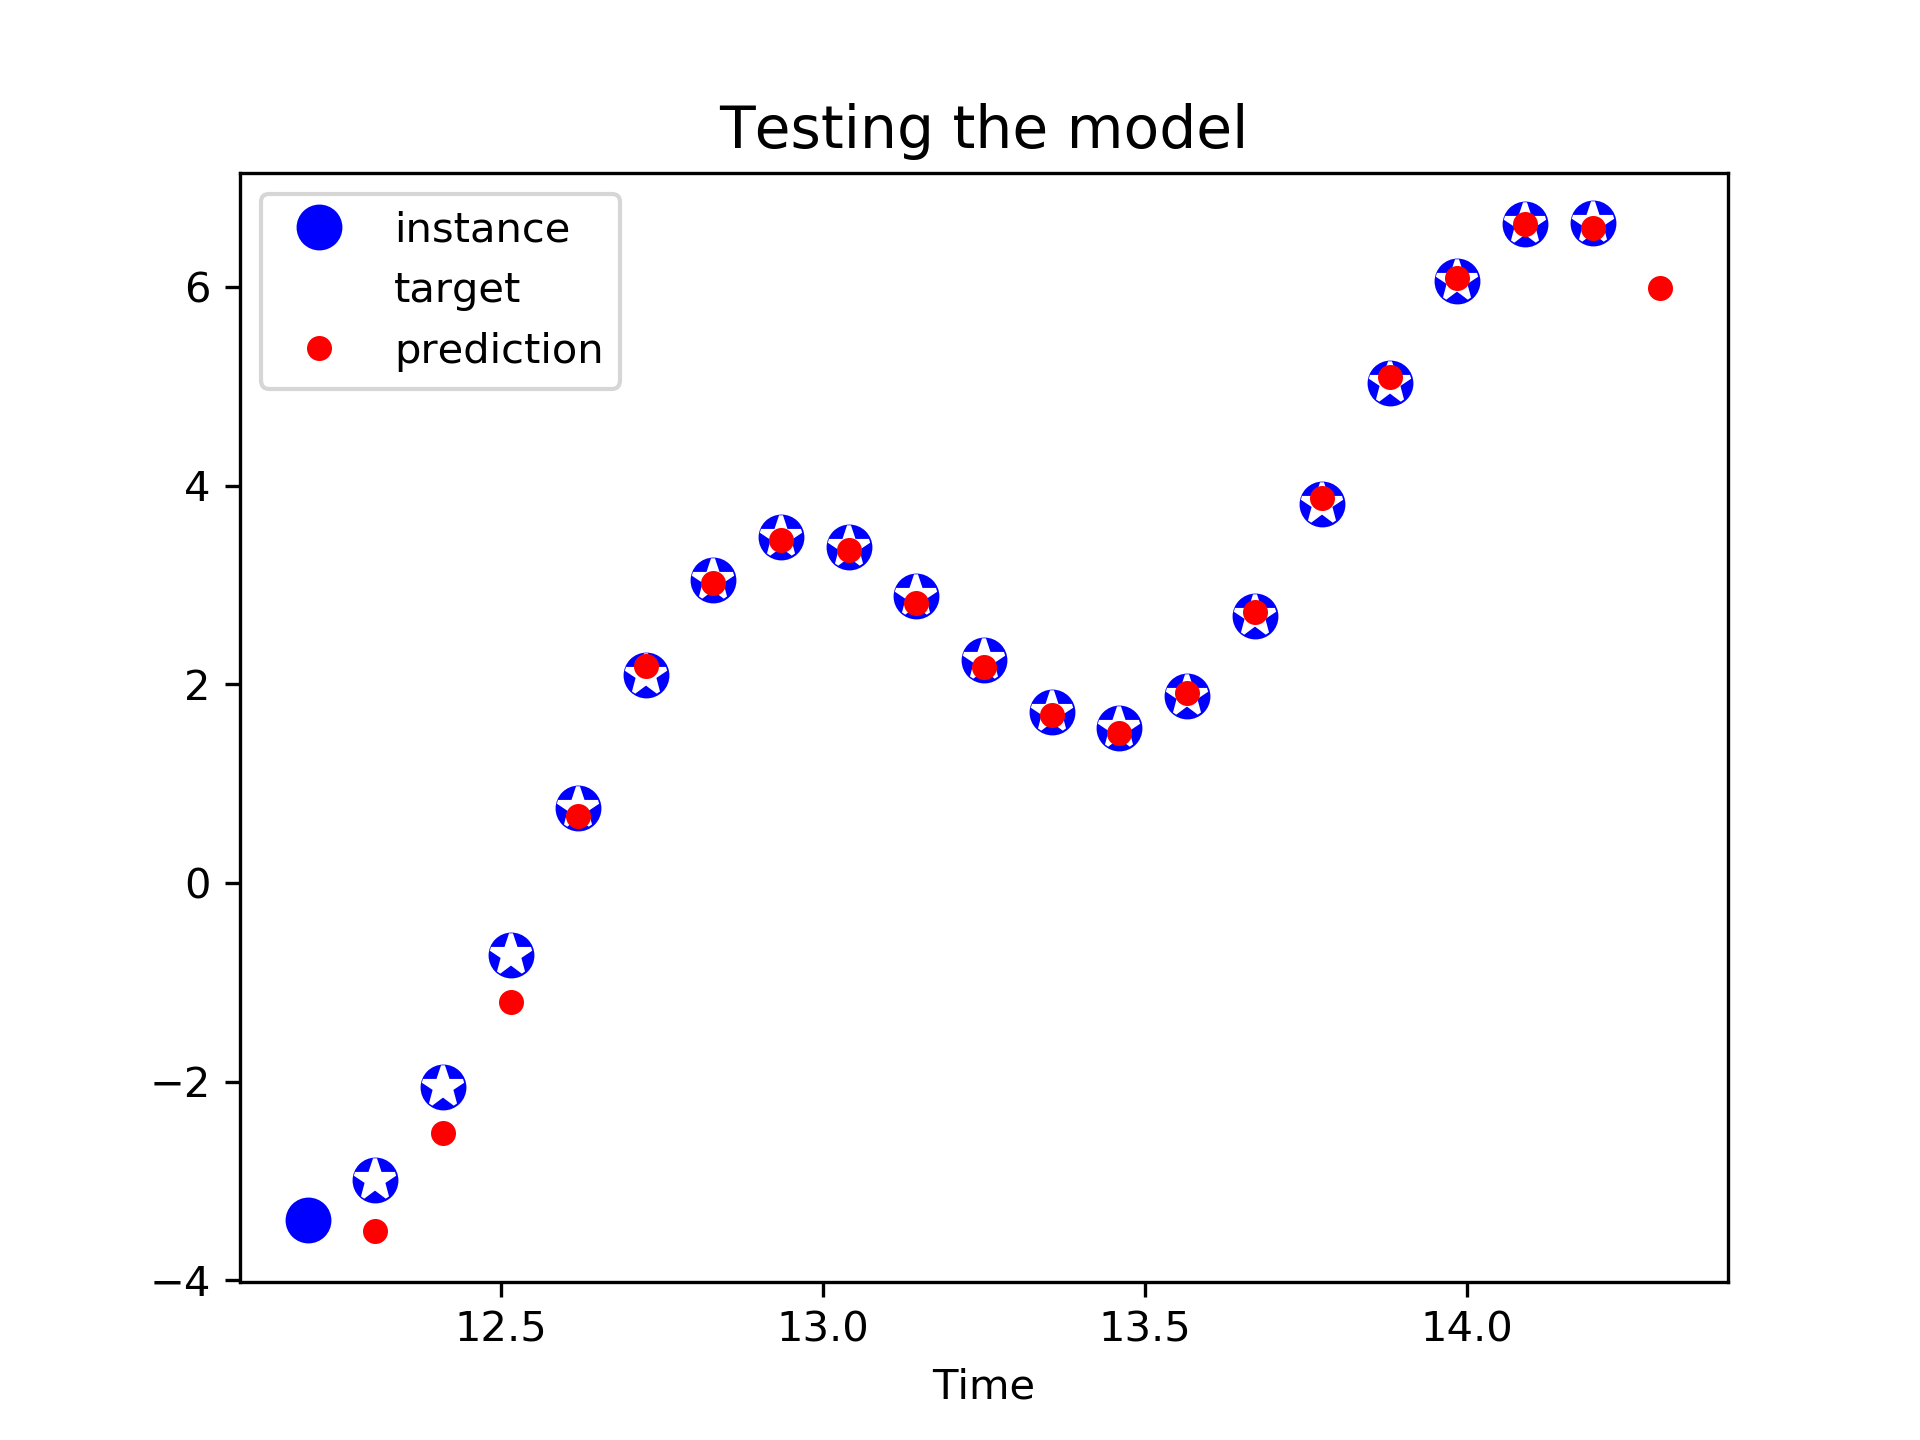 Testing the model
instance
target
prediction
6
4
2
0
−2
−4
12.5 13.0 13.5 14.0
Time